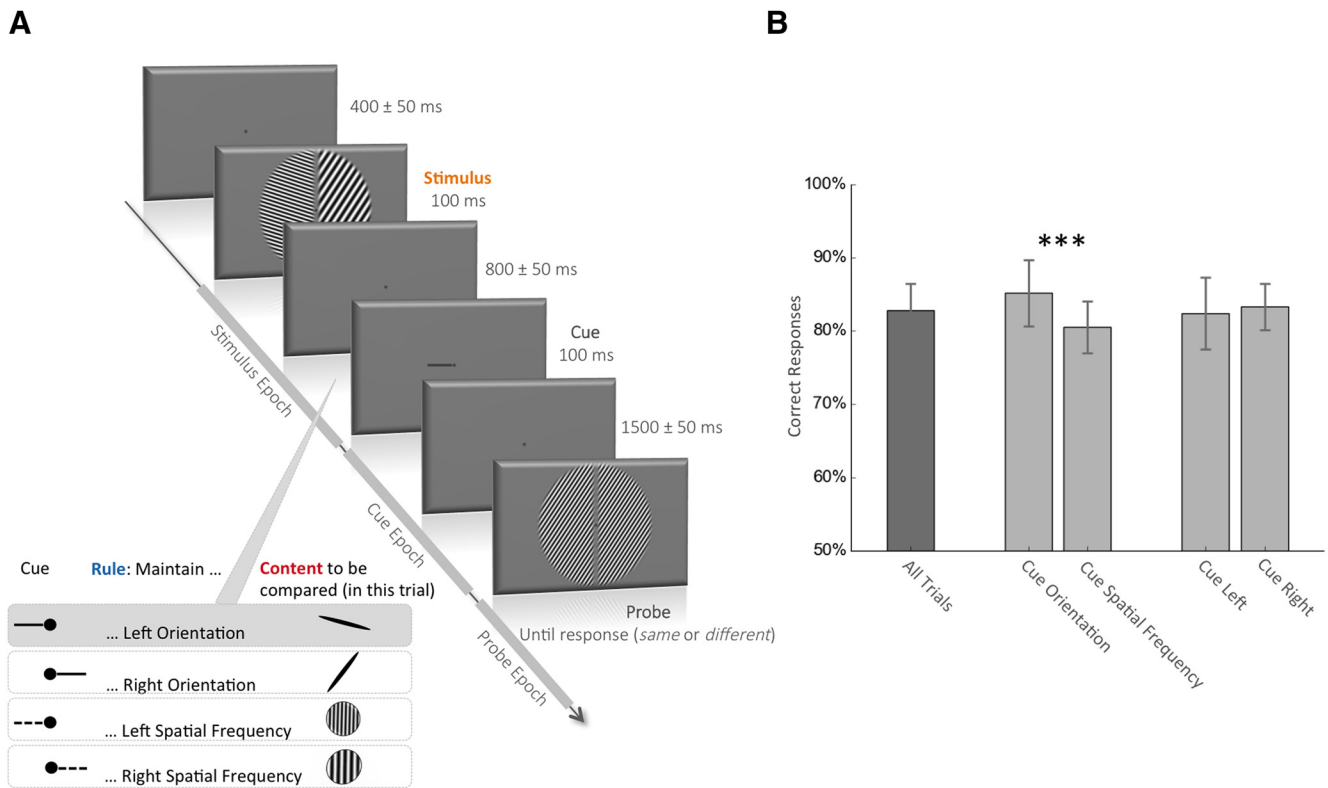 A
400 ± 50 ms
Stimulus
100 ms
800 ± 50 ms
Cue
100 ms
1500 ± 50 ms
Probe
Until response (same or different)
Stimulus Epoch
Cue Epoch
Probe Epoch
Cue
Rule: Maintain ...
Content to be
compared (in this trial)
... Left Orientation
... Right Orientation
... Left Spatial Frequency
... Right Spatial Frequency
B
***
Correct Responses
100%
90%
80%
70%
60%
50%
All Trials
Cue Orientation
Cue Spatial Frequency
Cue Left
Cue Right